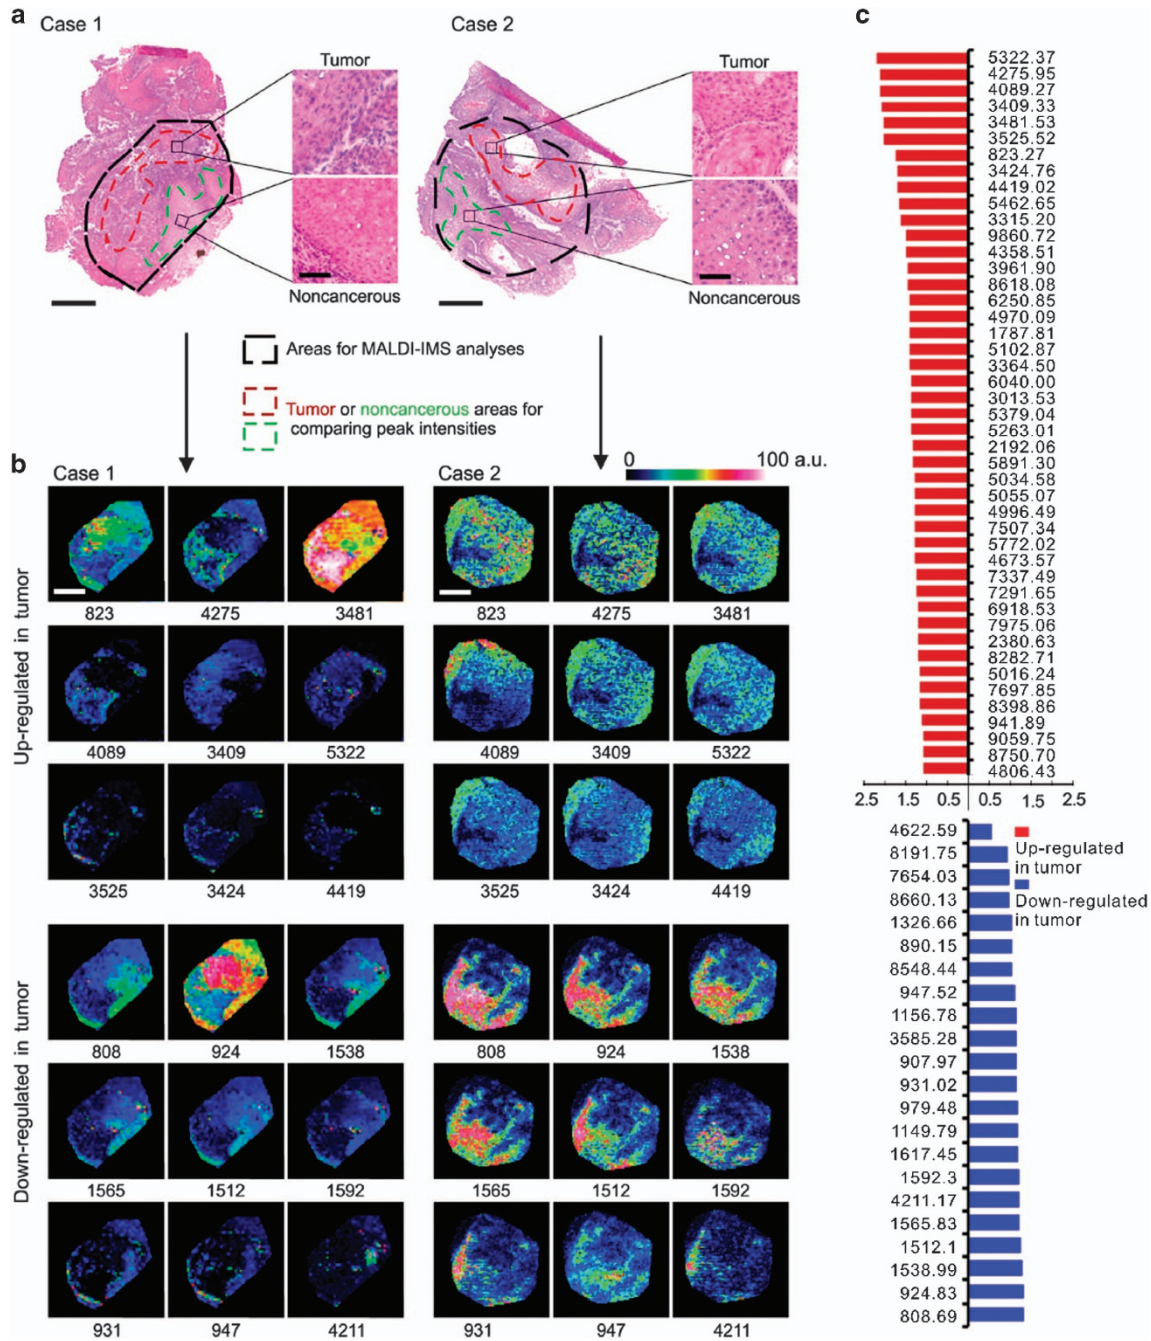 a
Case 1
Case 2
Tumor
Noncancerous
Tumor
Noncancerous
Areas for MALDI-IMS analyses
Tumor or noncancerous areas for
comparing peak intensities
b
Case 1
Case 2
0 100 a.u.
Up-regulated in tumor
823 4275 3481 823 4275 3481
4089 3409 5322 4089 3409 5322
3525 3424 4419 3525 3424 4419
Down-regulated in tumor
808 924 1538 808 924 1538
1565 1512 1592 1565 1512 1592
931 947 4211 931 947 4211
c
5322.37
4275.95
4089.27
3409.33
3481.53
3525.52
823.27
3424.76
4419.02
5462.65
3315.20
9860.72
4358.51
3961.90
8618.08
6250.85
4970.09
1787.81
5102.87
3364.50
6040.00
3013.53
5379.04
5263.01
2192.06
5891.30
5034.58
5055.07
4996.49
7507.34
5772.02
4673.57
7337.49
7291.65
6918.53
7975.06
2380.63
8282.71
5016.24
7697.85
8398.86
941.89
9059.75
8750.70
4806.43
2.5 1.5 0.5 0.5 1.5 2.5
4622.59
8191.75
7654.03
8660.13
1326.66
890.15
8548.44
947.52
1156.78
3585.28
907.97
931.02
979.48
1149.79
1617.45
1592.3
4211.17
1565.83
1512.1
1538.99
924.83
808.69
Up-regulated
in tumor
Down-regulated
in tumor